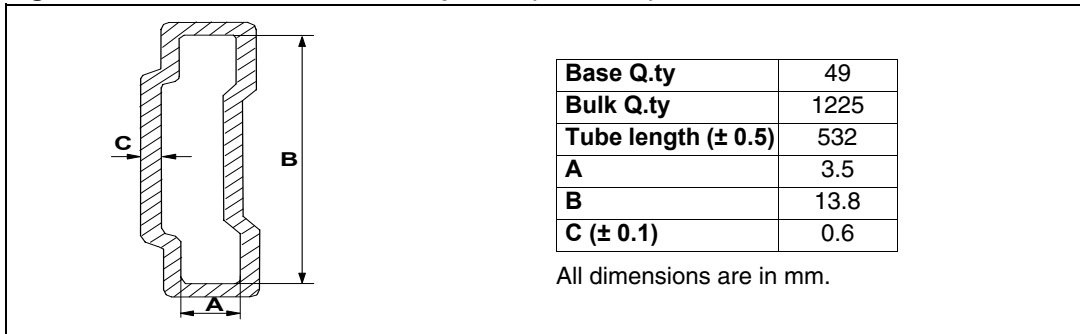 C
B
A
Base Q.ty 49
Bulk Q.ty 1225
Tube length (± 0.5) 532
A 3.5
B 13.8
C (± 0.1) 0.6
All dimensions are in mm.